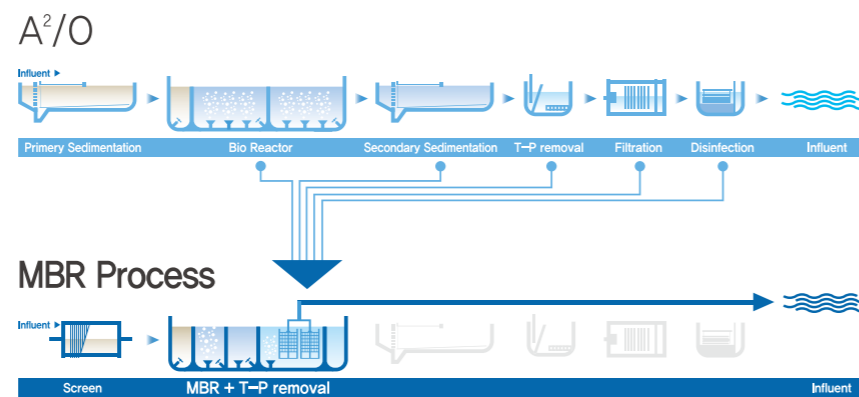 A²/O
Influent ▶
Primery Sedimentation Bio Reactor Secondary Sedimentation T-P removal Filtration Disinfection Influent
MBR Process
Influent ▶
Screen MBR + T-P removal Influent